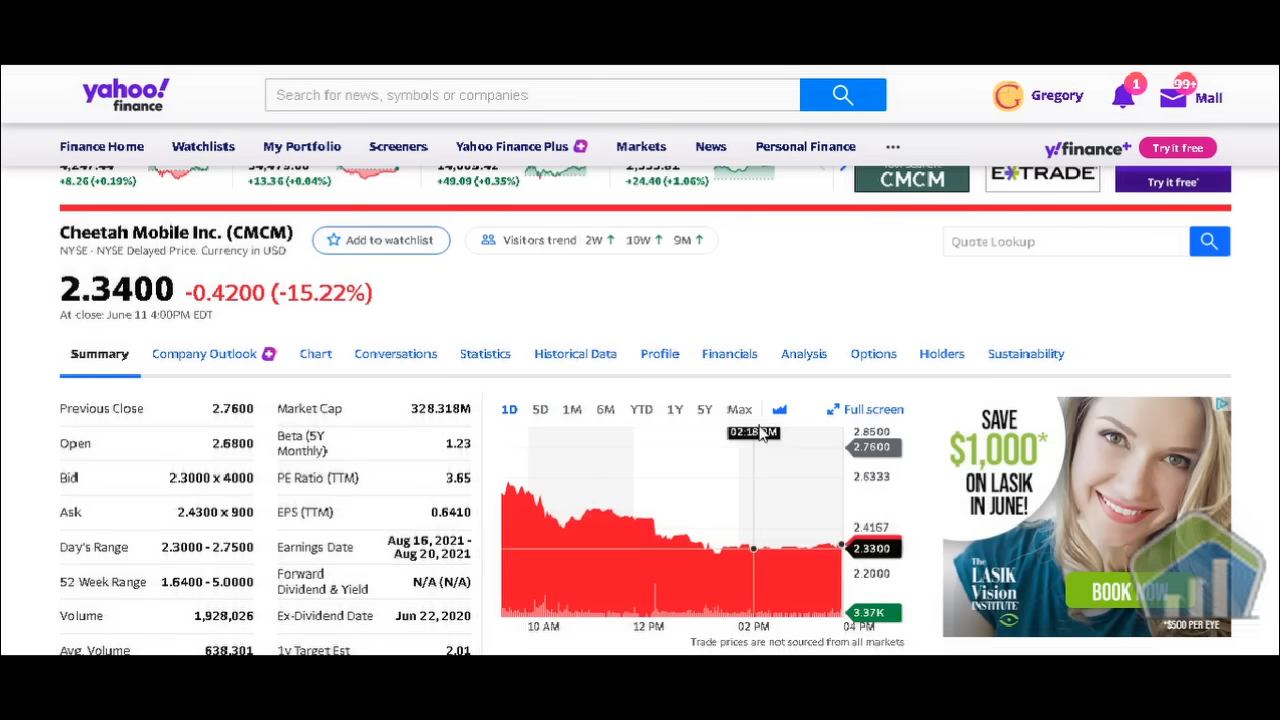 yahoo!
finance
Search for news, symbols or companies
Gregory
1
99+
Mail
Finance Home Watchlists My Portfolio Screeners Yahoo Finance Plus Markets News Personal Finance ...
y!finance+ Try it free
+8.26 (+0.19%) +13.36 (+0.04%) +49.09 (+0.35%) +24.40 (+1.06%)
CMCM
E*TRADE
Try it free*
Cheetah Mobile Inc. (CMCM)
NYSE - NYSE Delayed Price. Currency in USD
Add to watchlist
Visitors trend 2W ↑ 10W ↑ 9M ↑
Quote Lookup
2.3400 -0.4200 (-15.22%)
At close: June 11 4:00PM EDT
Summary Company Outlook Chart Conversations Statistics Historical Data Profile Financials Analysis Options Holders Sustainability
Previous Close 2.7600
Open 2.6800
Bid 2.3000 x 4000
Ask 2.4300 x 900
Day's Range 2.3000 - 2.7500
52 Week Range 1.6400 - 5.0000
Volume 1,928,026
Avg. Volume 638,301
Market Cap 328.318M
Beta (5Y
Monthly) 1.23
PE Ratio (TTM) 3.65
EPS (TTM) 0.6410
Earnings Date Aug 16, 2021 -
Aug 20, 2021
Forward
Dividend & Yield N/A (N/A)
Ex-Dividend Date Jun 22, 2020
1y Target Est 2.01
1D 5D 1M 6M YTD 1Y 5Y Max
Full screen
2.8500
2.7600
2.6333
2.4167
2.3300
2.2000
3.37K
10 AM 12 PM 02 PM 04 PM
Trade prices are not sourced from all markets
SAVE
$1,000*
ON LASIK
IN JUNE!
The
LASIK
Vision
INSTITUTE
BOOK
*$500 PER EYE